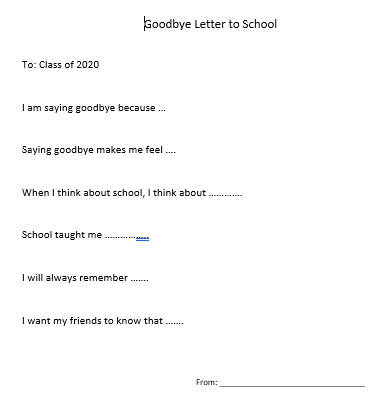 Goodbye Letter to School
To: Class of 2020
I am saying goodbye because ...
Saying goodbye makes me feel ....
When I think about school, I think about .............
School taught me .................
I will always remember .......
I want my friends to know that .......
From: ______________________________